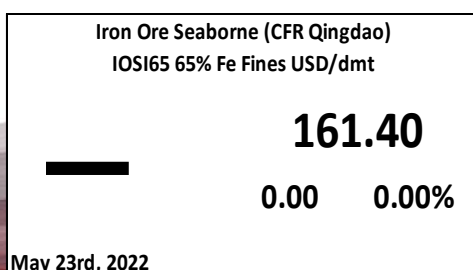 Iron Ore Seaborne (CFR Qingdao)
IOSI65 65% Fe Fines USD/dmt
161.40
0.00 0.00%
May 23rd, 2022